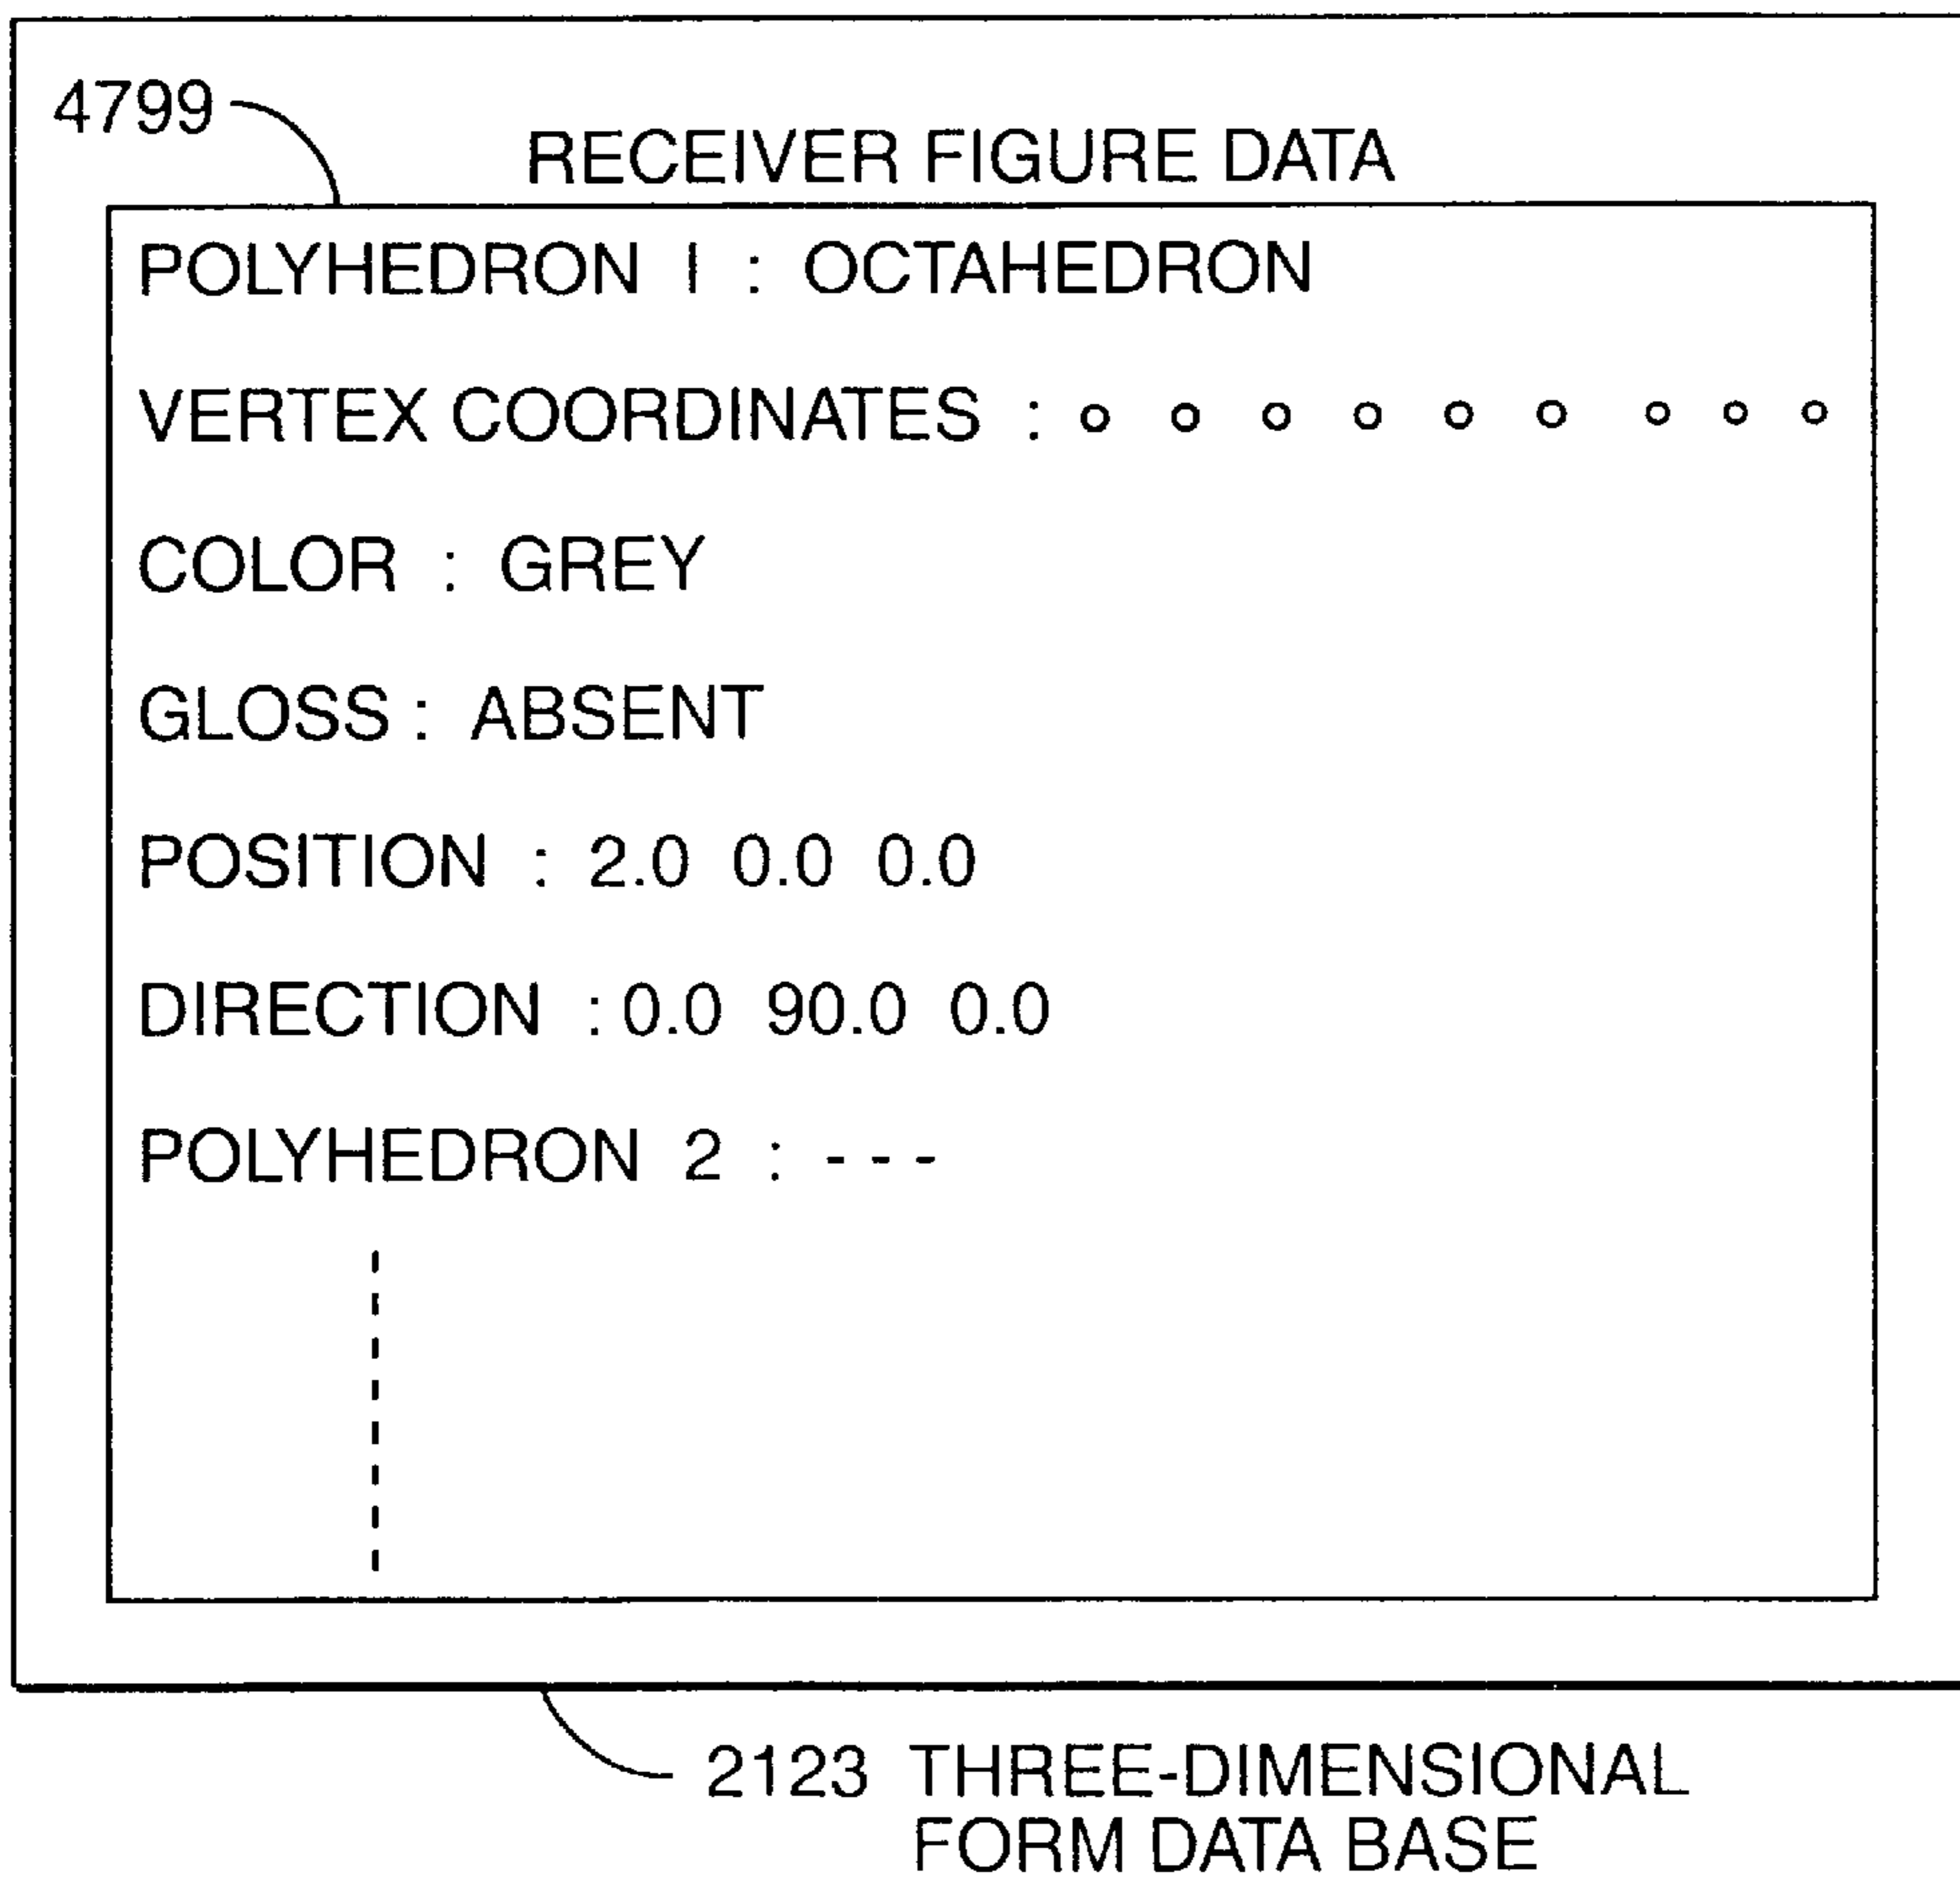 4799
RECEIVER FIGURE DATA
POLYHEDRON 1 : OCTAHEDRON
VERTEX COORDINATES : o o o o o o o o o
COLOR : GREY
GLOSS : ABSENT
POSITION : 2.0 0.0 0.0
DIRECTION : 0.0 90.0 0.0
POLYHEDRON 2 : ---
2123 THREE-DIMENSIONAL
FORM DATA BASE